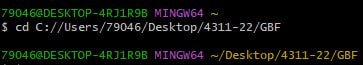 79046@DESKTOP-4RJ1R9B MINGW64 ~
$ cd C://Users/79046/Desktop/4311-22/GBF
79046@DESKTOP-4RJ1R9B MINGW64 ~/Desktop/4311-22/GBF